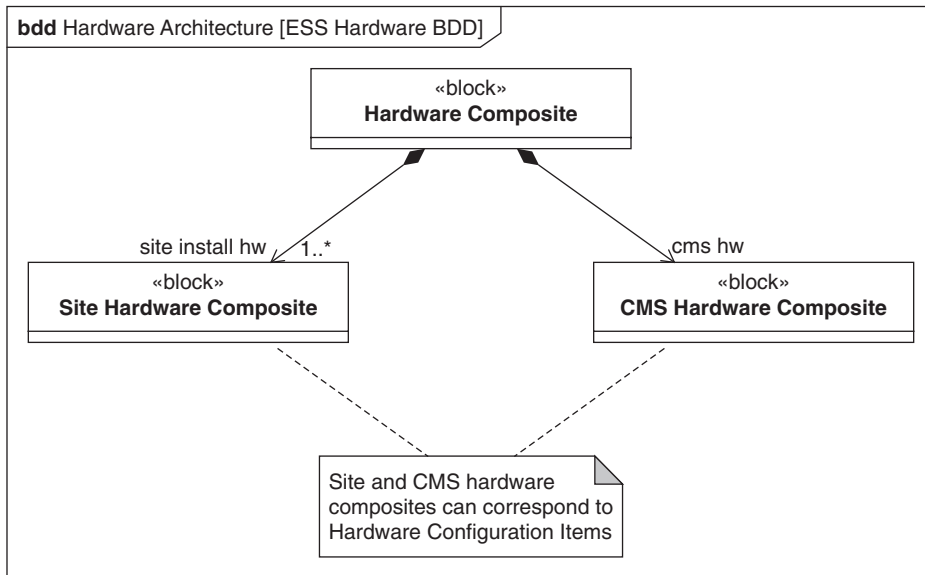 bdd Hardware Architecture [ESS Hardware BDD]
«block»
Hardware Composite
site install hw
1..*
cms hw
«block»
Site Hardware Composite
«block»
CMS Hardware Composite
Site and CMS hardware
composites can correspond to
Hardware Configuration Items